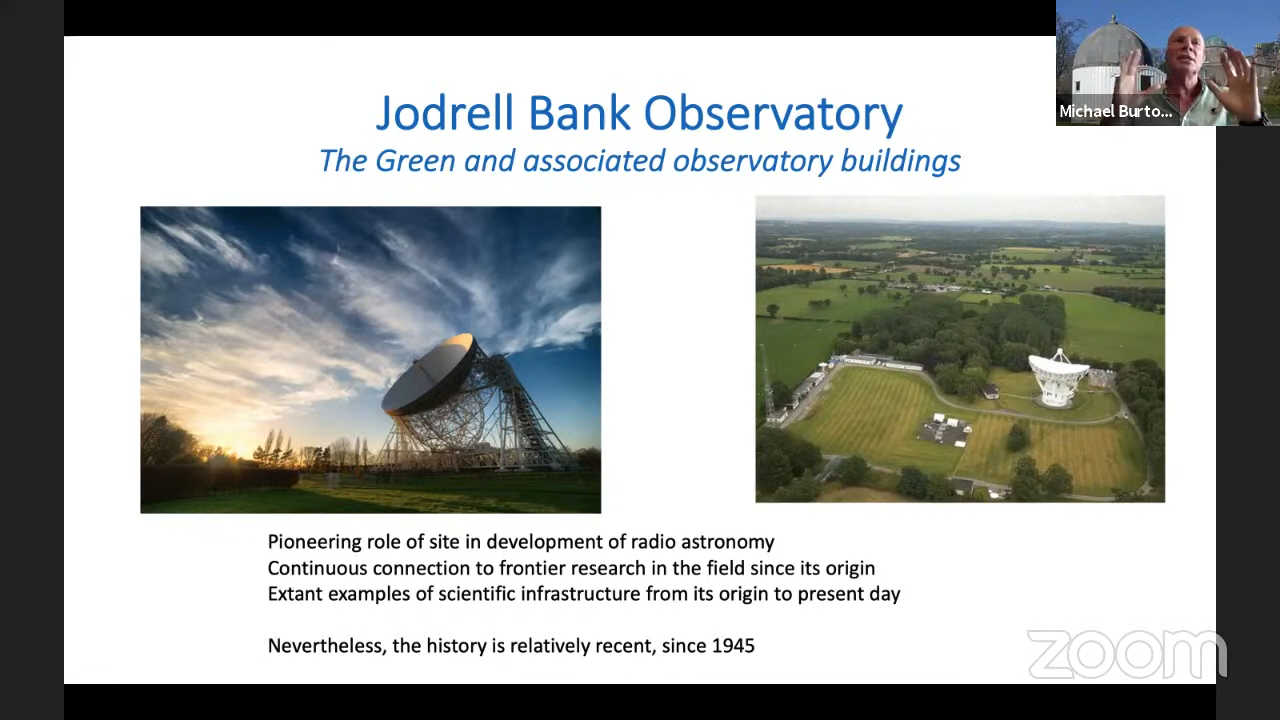 Jodrell Bank Observatory
The Green and associated observatory buildings
Michael Burto...
Pioneering role of site in development of radio astronomy
Continuous connection to frontier research in the field since its origin
Extant examples of scientific infrastructure from its origin to present day
Nevertheless, the history is relatively recent, since 1945
zoom